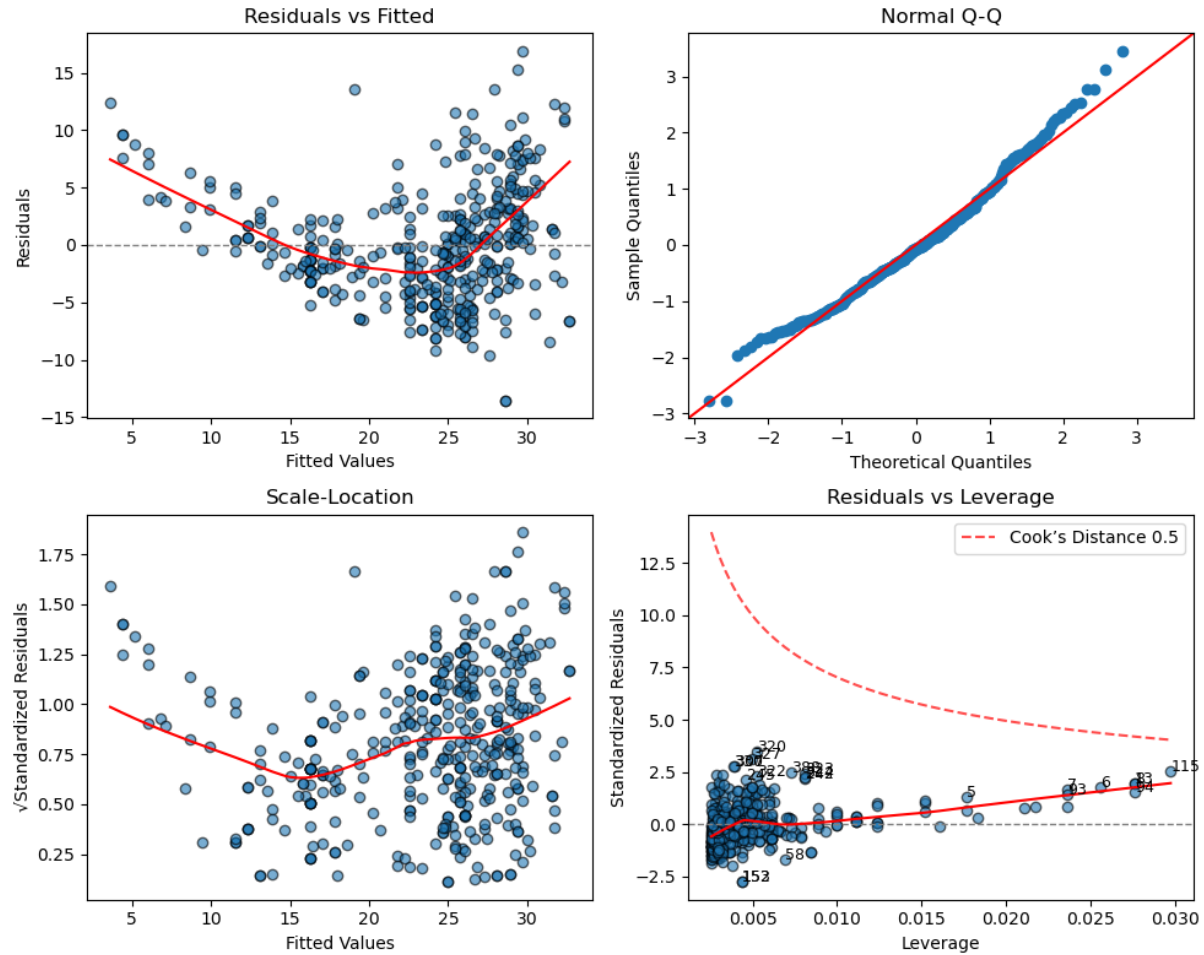 Residuals vs Fitted
15
10
5
0
−5
−10
−15
5 10 15 20 25 30
Residuals
Fitted Values
Normal Q-Q
3
2
1
0
−1
−2
−3
−3 −2 −1 0 1 2 3
Sample Quantiles
Theoretical Quantiles
Scale-Location
1.75
1.50
1.25
1.00
0.75
0.50
0.25
5 10 15 20 25 30
√Standardized Residuals
Fitted Values
Residuals vs Leverage
Cook’s Distance 0.5
12.5
10.0
7.5
5.0
2.5
0.0
−2.5
320
115
7
93
6
94
5
58
0.005 0.010 0.015 0.020 0.025 0.030
Standardized Residuals
Leverage